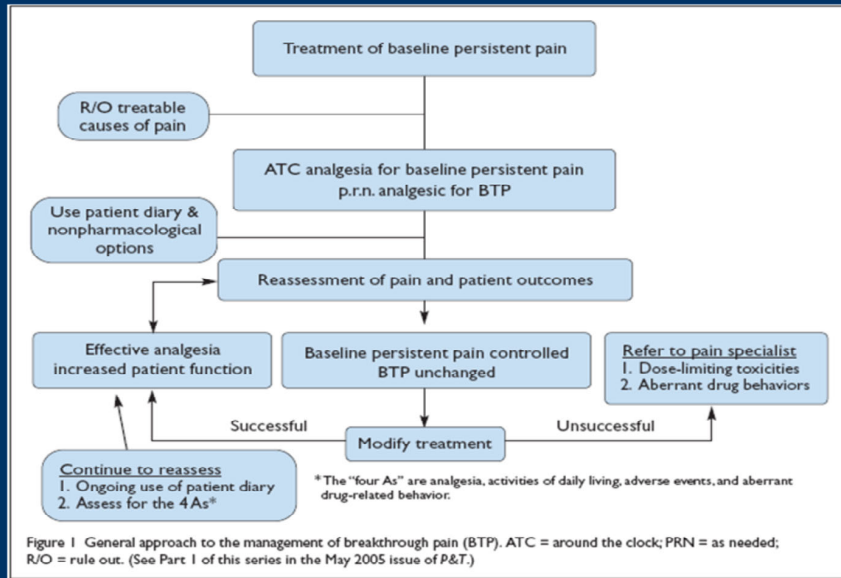 Treatment of baseline persistent pain
R/O treatable
causes of pain
ATC analgesia for baseline persistent pain
p.r.n. analgesic for BTP
Use patient diary &
nonpharmacological
options
Reassessment of pain and patient outcomes
Effective analgesia
increased patient function
Baseline persistent pain controlled
BTP unchanged
Refer to pain specialist
1. Dose-limiting toxicities
2. Aberrant drug behaviors
Successful
Modify treatment
Unsuccessful
Continue to reassess
1. Ongoing use of patient diary
2. Assess for the 4 As*
*The "four As" are analgesia, activities of daily living, adverse events, and aberrant
drug-related behavior.
Figure 1 General approach to the management of breakthrough pain (BTP). ATC = around the clock; PRN = as needed;
R/O = rule out. (See Part 1 of this series in the May 2005 issue of P&T.)